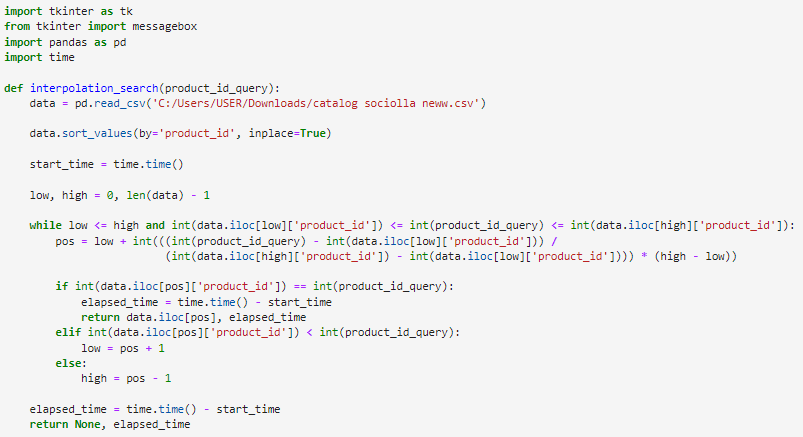 import tkinter as tk
from tkinter import messagebox
import pandas as pd
import time

def interpolation_search(product_id_query):
    data = pd.read_csv('C:/Users/USER/Downloads/catalog sociolla neww.csv')

    data.sort_values(by='product_id', inplace=True)

    start_time = time.time()

    low, high = 0, len(data) - 1

    while low <= high and int(data.iloc[low]['product_id']) <= int(product_id_query) <= int(data.iloc[high]['product_id']):
        pos = low + int(((int(product_id_query) - int(data.iloc[low]['product_id'])) /
                         (int(data.iloc[high]['product_id']) - int(data.iloc[low]['product_id']))) * (high - low))

        if int(data.iloc[pos]['product_id']) == int(product_id_query):
            elapsed_time = time.time() - start_time
            return data.iloc[pos], elapsed_time
        elif int(data.iloc[pos]['product_id']) < int(product_id_query):
            low = pos + 1
        else:
            high = pos - 1

    elapsed_time = time.time() - start_time
    return None, elapsed_time